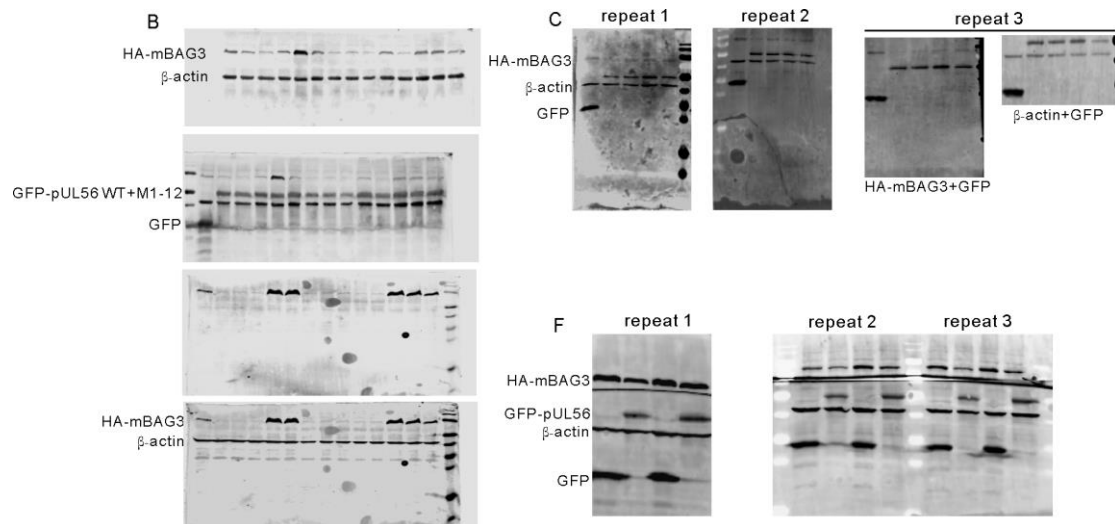 B
HA-mBAG3
β-actin
GFP-pUL56 WT+M1-12
GFP
HA-mBAG3
β-actin
C
repeat 1
repeat 2
repeat 3
HA-mBAG3
β-actin
GFP
β-actin+GFP
HA-mBAG3+GFP
F
repeat 1
repeat 2
repeat 3
HA-mBAG3
GFP-pUL56
β-actin
GFP